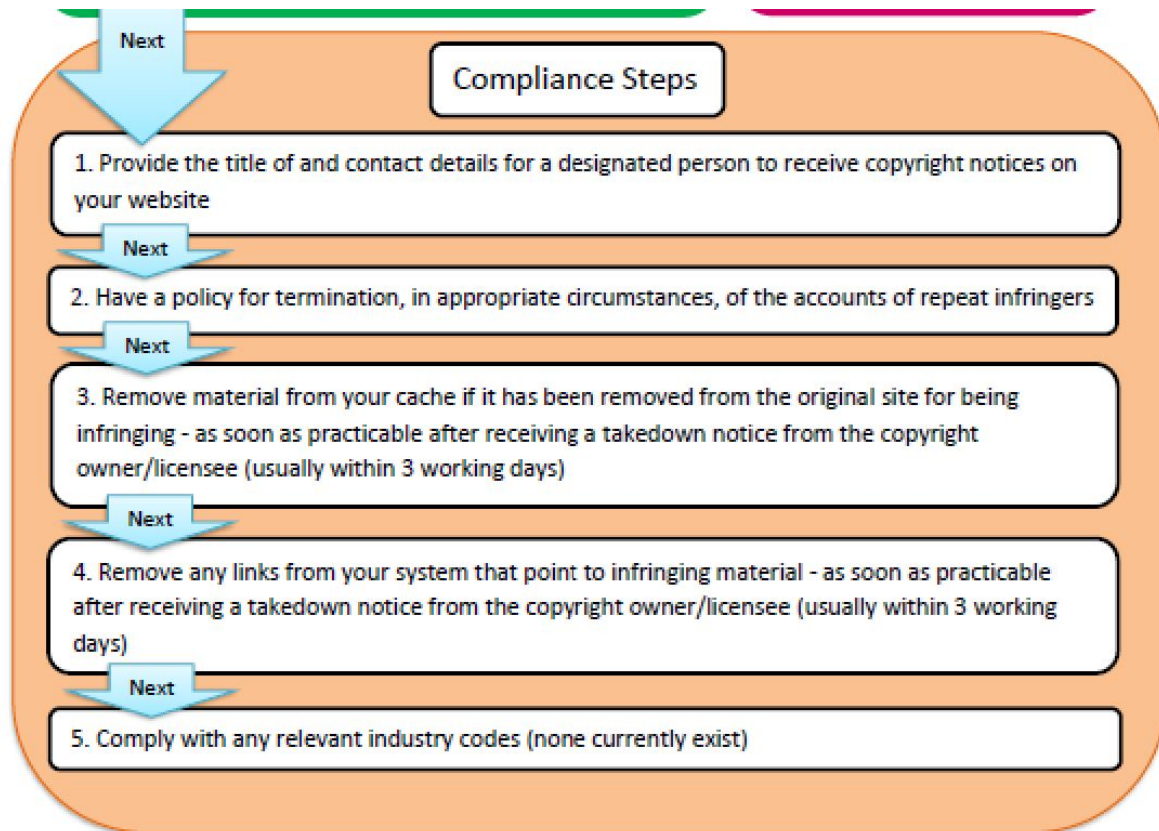 Next
Compliance Steps
1. Provide the title of and contact details for a designated person to receive copyright notices on
your website
Next
2. Have a policy for termination, in appropriate circumstances, of the accounts of repeat infringers
Next
3. Remove material from your cache if it has been removed from the original site for being
infringing - as soon as practicable after receiving a takedown notice from the copyright
owner/licensee (usually within 3 working days)
Next
4. Remove any links from your system that point to infringing material - as soon as practicable
after receiving a takedown notice from the copyright owner/licensee (usually within 3 working
days)
Next
5. Comply with any relevant industry codes (none currently exist)